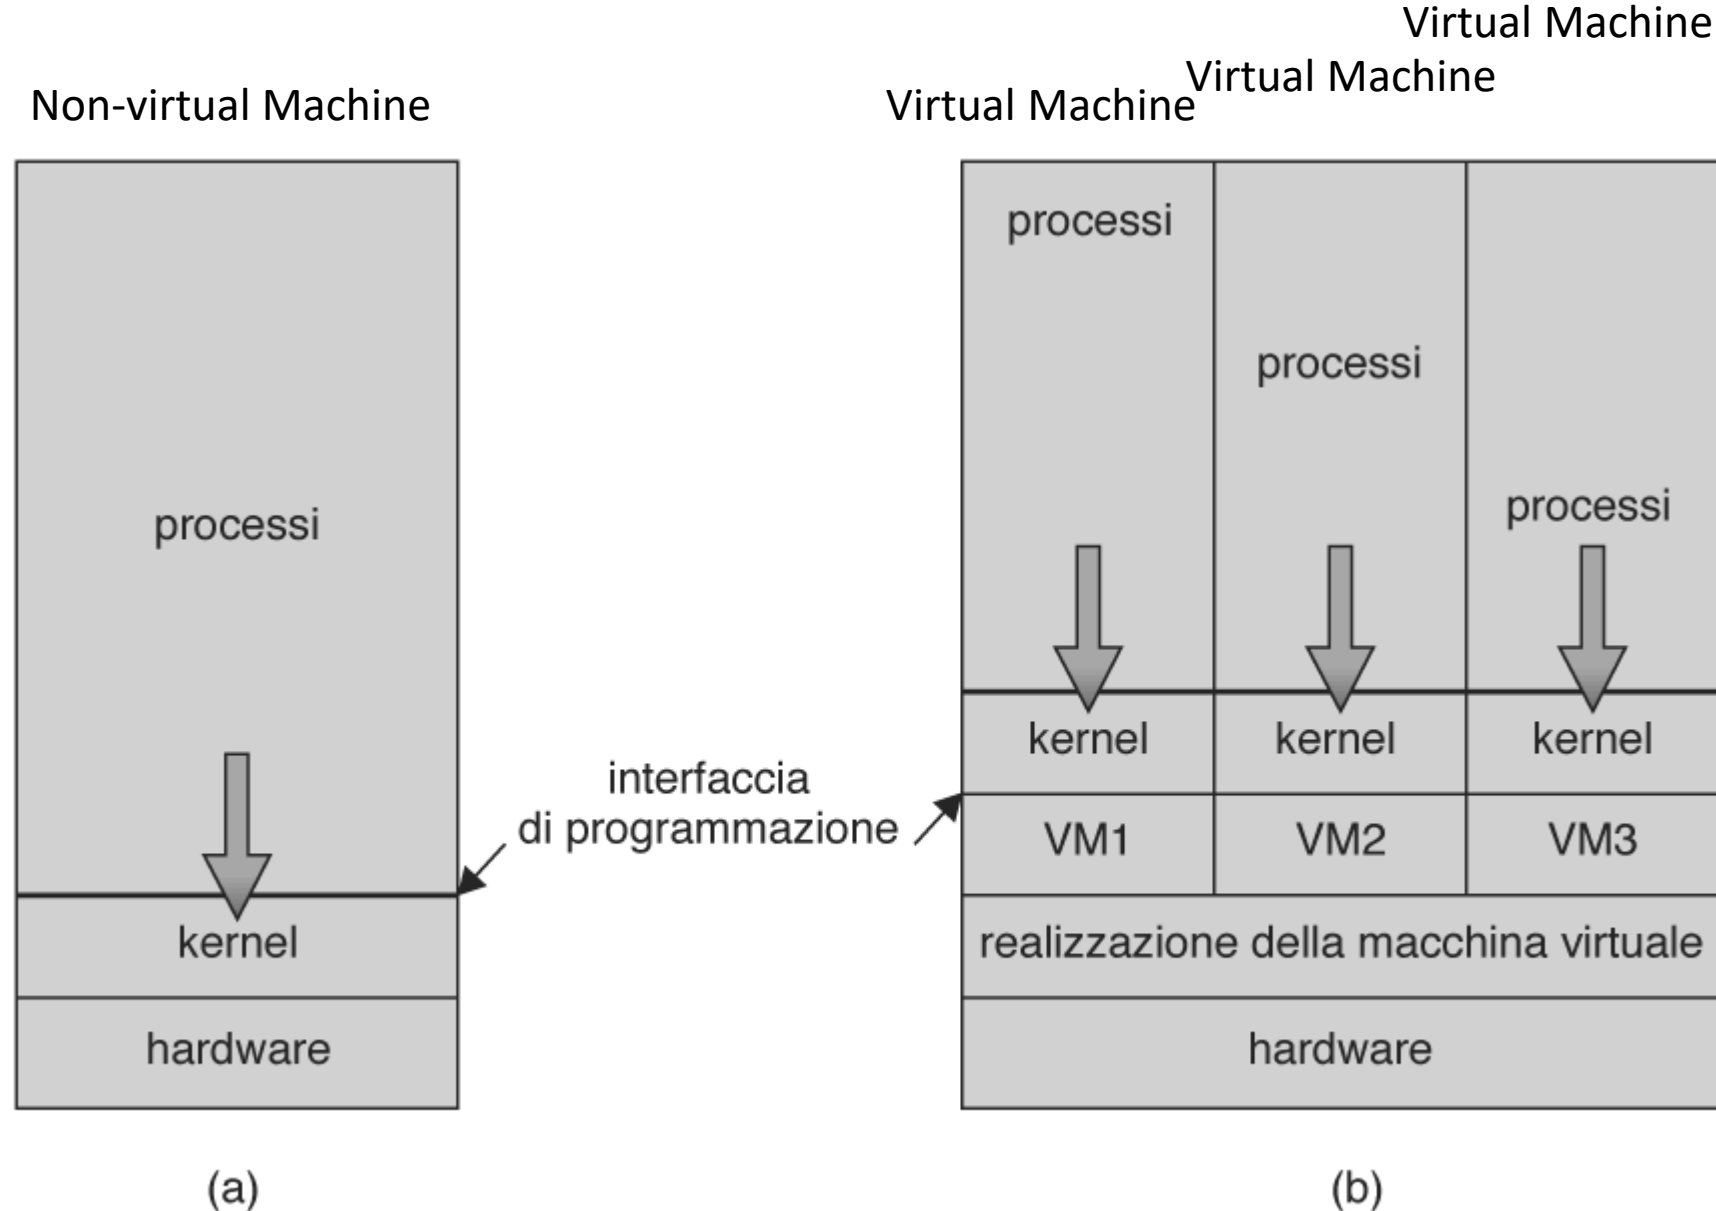 Non-virtual Machine
Virtual Machine
Virtual Machine
Virtual Machine
processi
kernel
hardware
(a)
interfaccia
di programmazione
processi
processi
processi
kernel
kernel
kernel
VM1
VM2
VM3
realizzazione della macchina virtuale
hardware
(b)